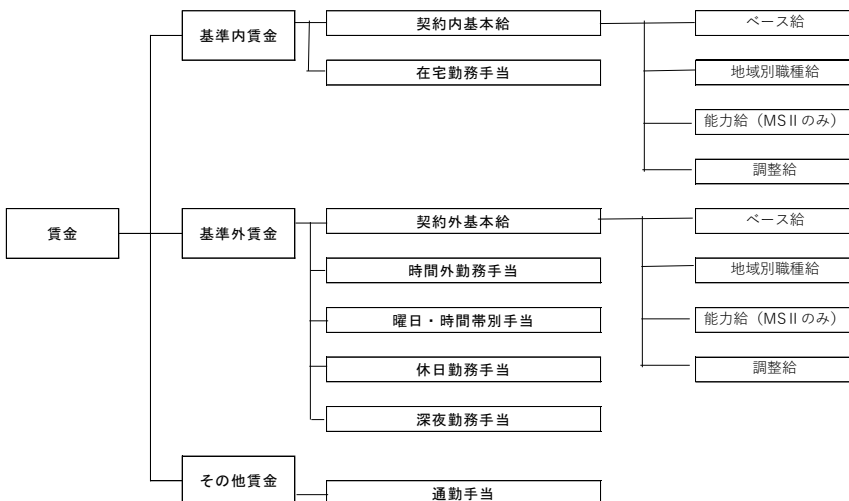 賃金
基準内賃金
契約内基本給
ベース給
地域別職種給
能力給（MSⅡのみ）
調整給
在宅勤務手当
基準外賃金
契約外基本給
ベース給
地域別職種給
能力給（MSⅡのみ）
調整給
時間外勤務手当
曜日・時間帯別手当
休日勤務手当
深夜勤務手当
その他賃金
通勤手当